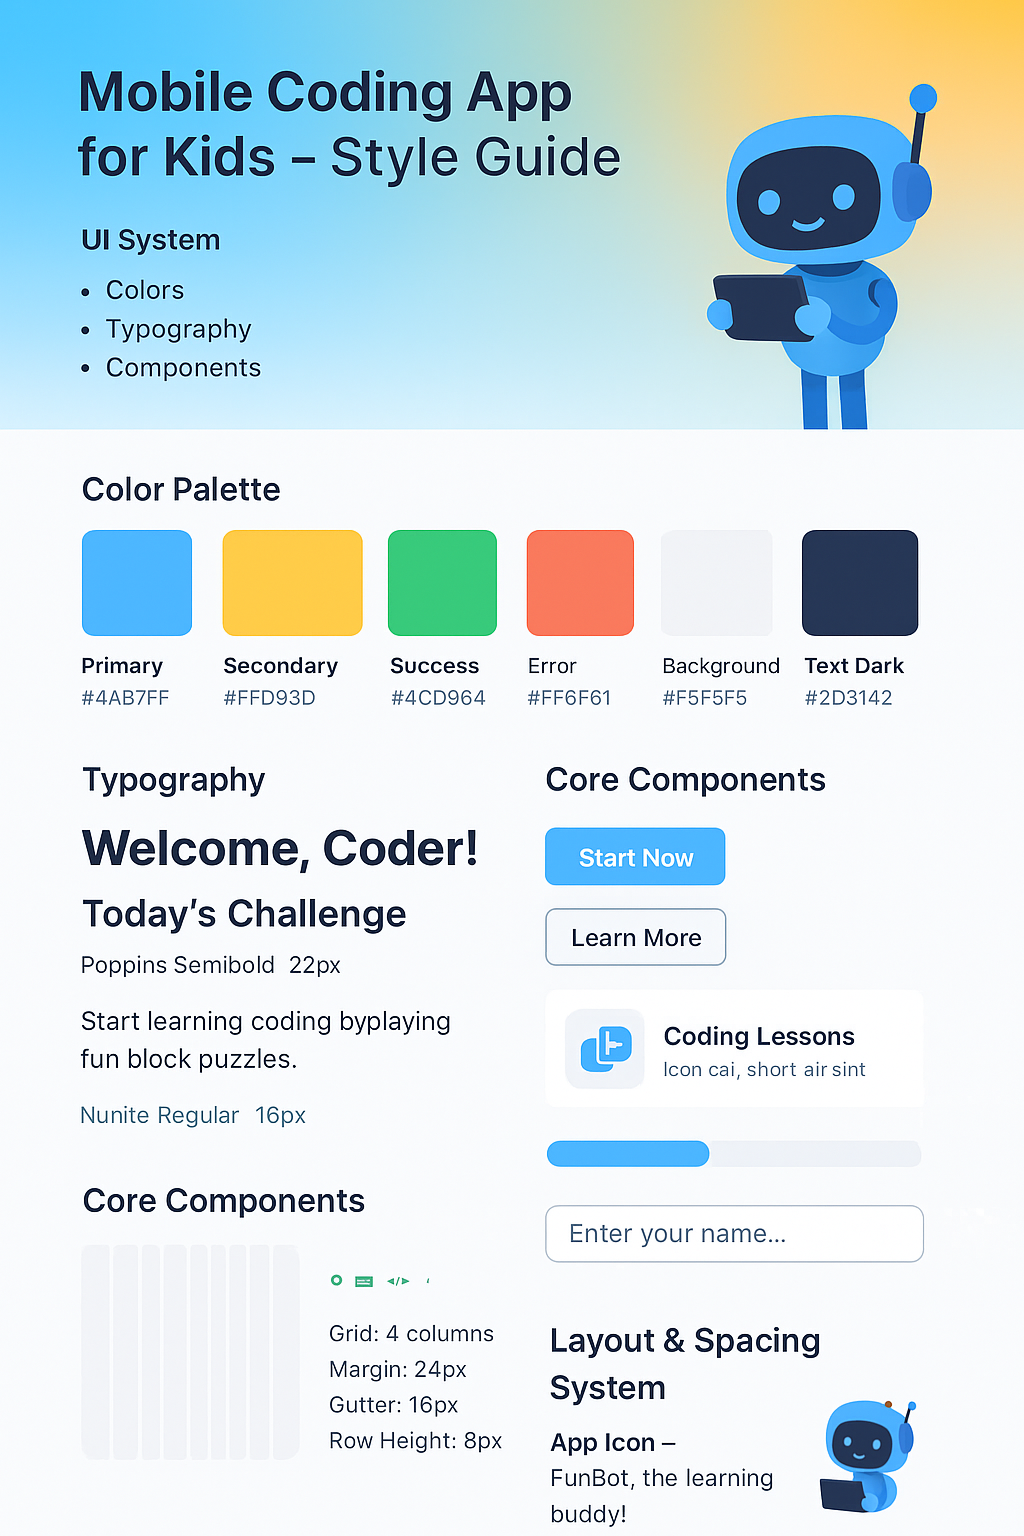 Mobile Coding App
for Kids – Style Guide
UI System
• Colors
• Typography
• Components
Color Palette
Primary
#4AB7FF
Secondary
#FFD93D
Success
#4CD964
Error
#FF6F61
Background
#F5F5F5
Text Dark
#2D3142
Typography
Welcome, Coder!
Today's Challenge
Poppins Semibold 22px
Start learning coding byplaying
fun block puzzles.
Nunite Regular 16px
Core Components
Start Now
Learn More
Coding Lessons
Icon cai, short air sint
Enter your name...
Core Components
</>
Grid: 4 columns
Margin: 24px
Gutter: 16px
Row Height: 8px
Layout & Spacing
System
App Icon –
FunBot, the learning
buddy!